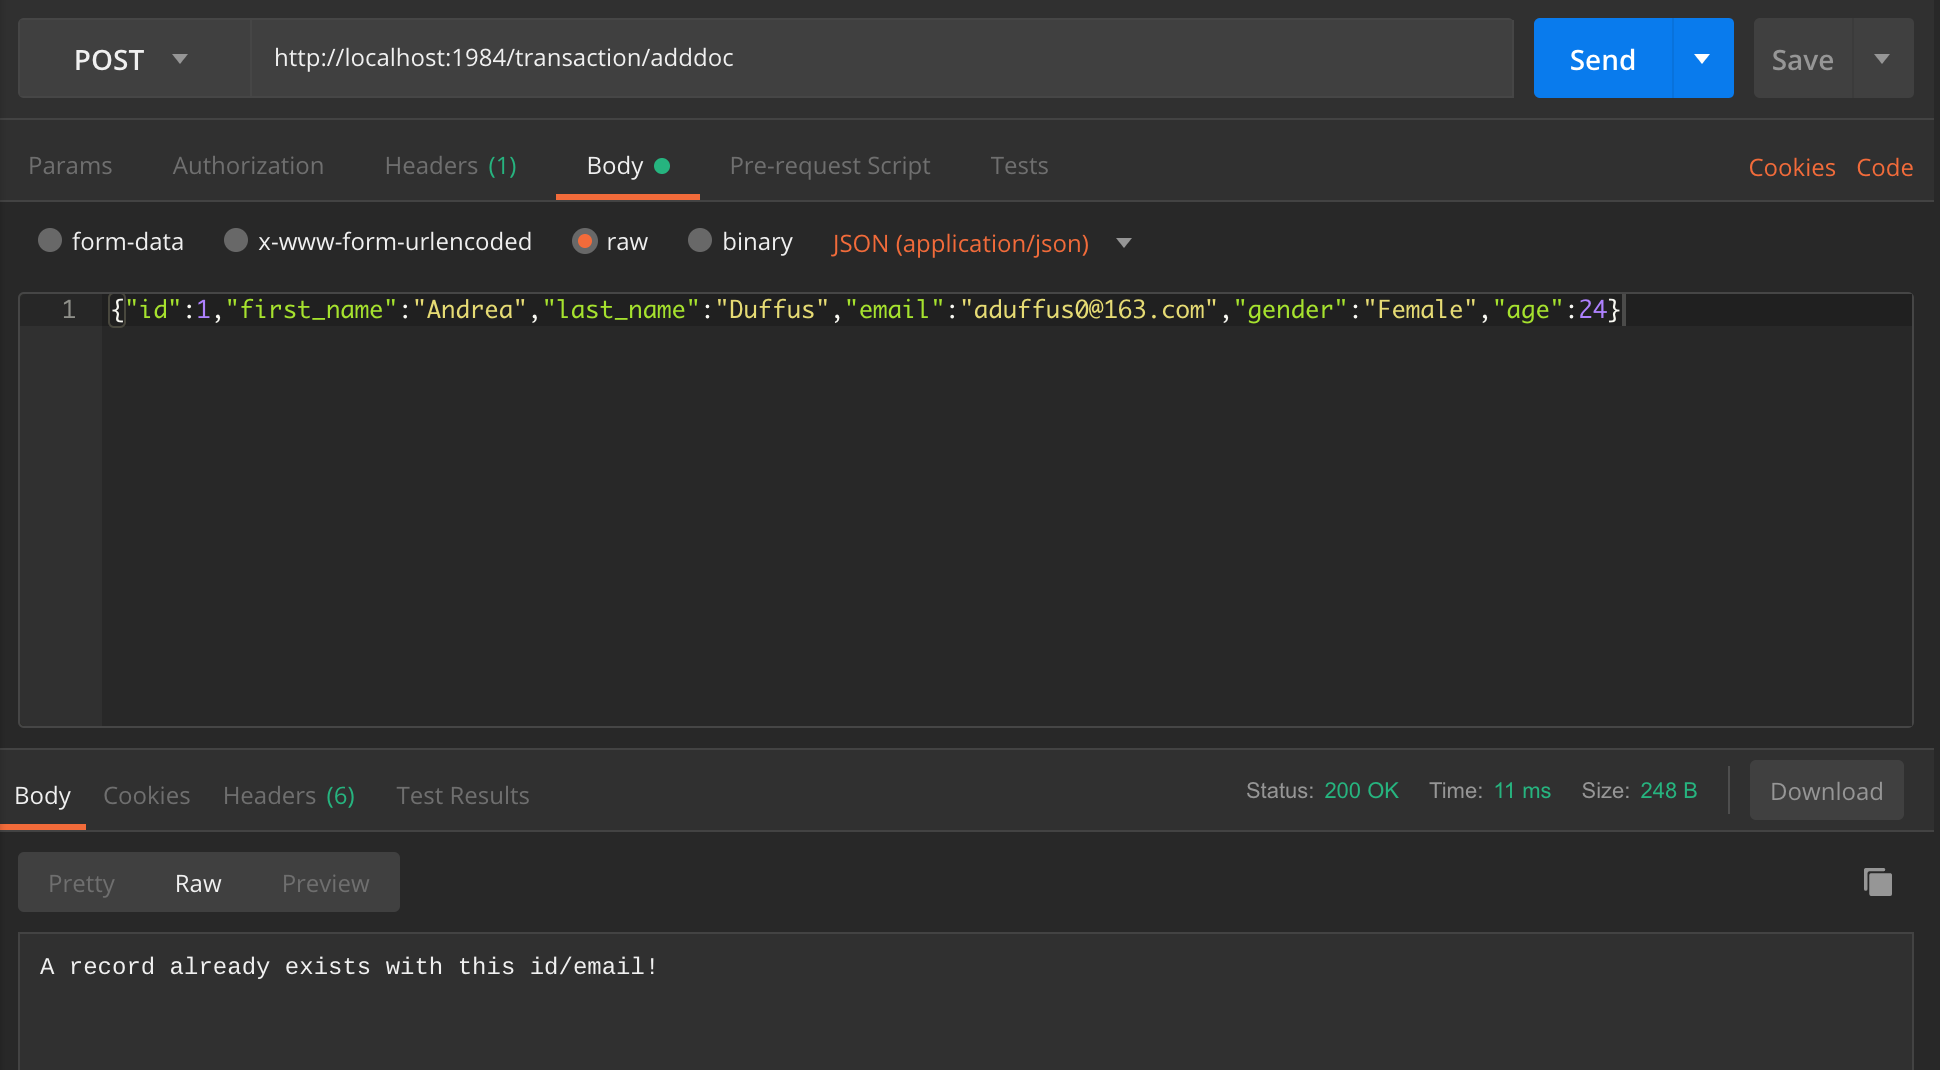 POST http://localhost:1984/transaction/adddoc Send Save
Params Authorization Headers (1) Body Pre-request Script Tests Cookies Code
form-data x-www-form-urlencoded raw binary JSON (application/json)
1 {"id":1,"first_name":"Andrea","last_name":"Duffus","email":"aduffus0@163.com","gender":"Female","age":24}
Body Cookies Headers (6) Test Results Status: 200 OK Time: 11 ms Size: 248 B Download
Pretty Raw Preview
A record already exists with this id/email!